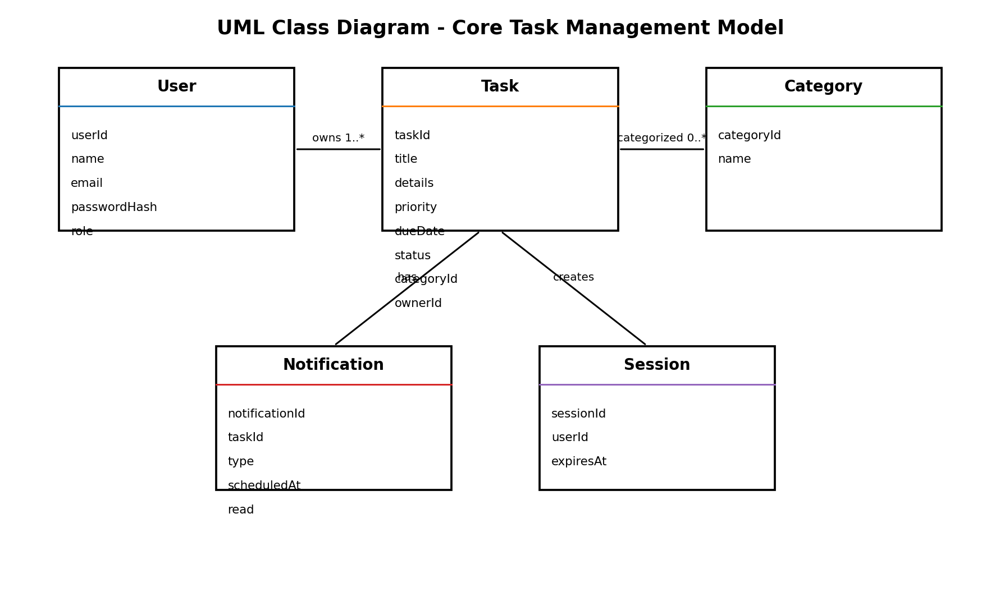 UML Class Diagram - Core Task Management Model
User
userId
name
email
passwordHash
role
owns 1..*
Task
taskId
title
details
priority
dueDate
status
categoryId
ownerId
categorized 0..*
Category
categoryId
name
has
creates
Notification
notificationId
taskId
type
scheduledAt
read
Session
sessionId
userId
expiresAt